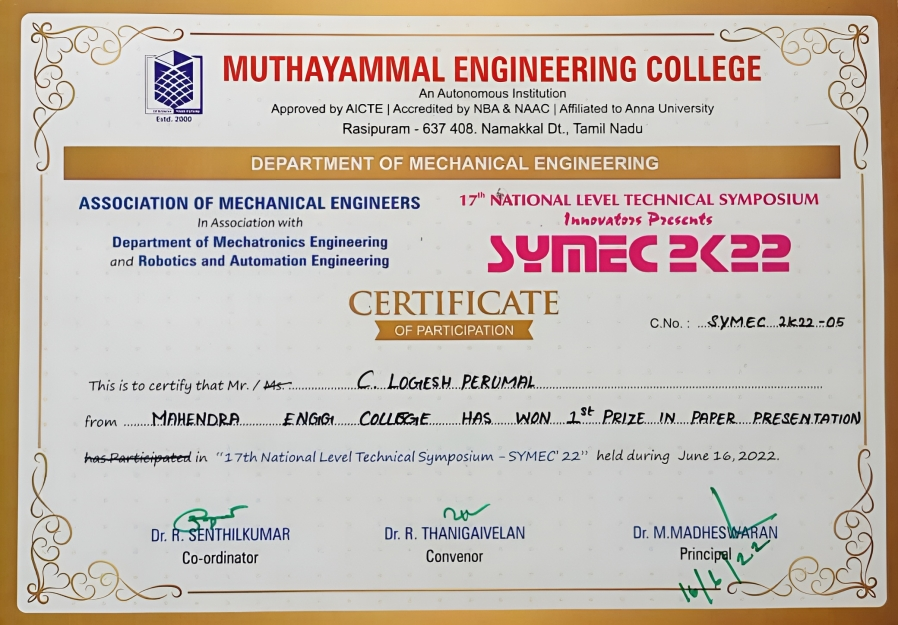 MUTHAYAMMAL ENGINEERING COLLEGE
An Autonomous Institution
Approved by AICTE | Accredited by NBA & NAAC | Affiliated to Anna University
Rasipuram - 637 408. Namakkal Dt., Tamil Nadu
Estd. 2000
DEPARTMENT OF MECHANICAL ENGINEERING
ASSOCIATION OF MECHANICAL ENGINEERS
In Association with
Department of Mechatronics Engineering
and Robotics and Automation Engineering
17th NATIONAL LEVEL TECHNICAL SYMPOSIUM
Innovators Presents
SYMEC 2K22
CERTIFICATE
OF PARTICIPATION
C.No. : SYMEC 2K22-05
This is to certify that Mr. / Ms. C. LOGESH PERUMAL
from MAHENDRA ENGG COLLEGE HAS WON 1st PRIZE IN PAPER PRESENTATION
has Participated in "17th National Level Technical Symposium - SYMEC' 22" held during June 16, 2022.
Dr. R. SENTHILKUMAR
Co-ordinator
Dr. R. THANIGAIVELAN
Convenor
Dr. M.MADHESWARAN
Principal
16/6/22